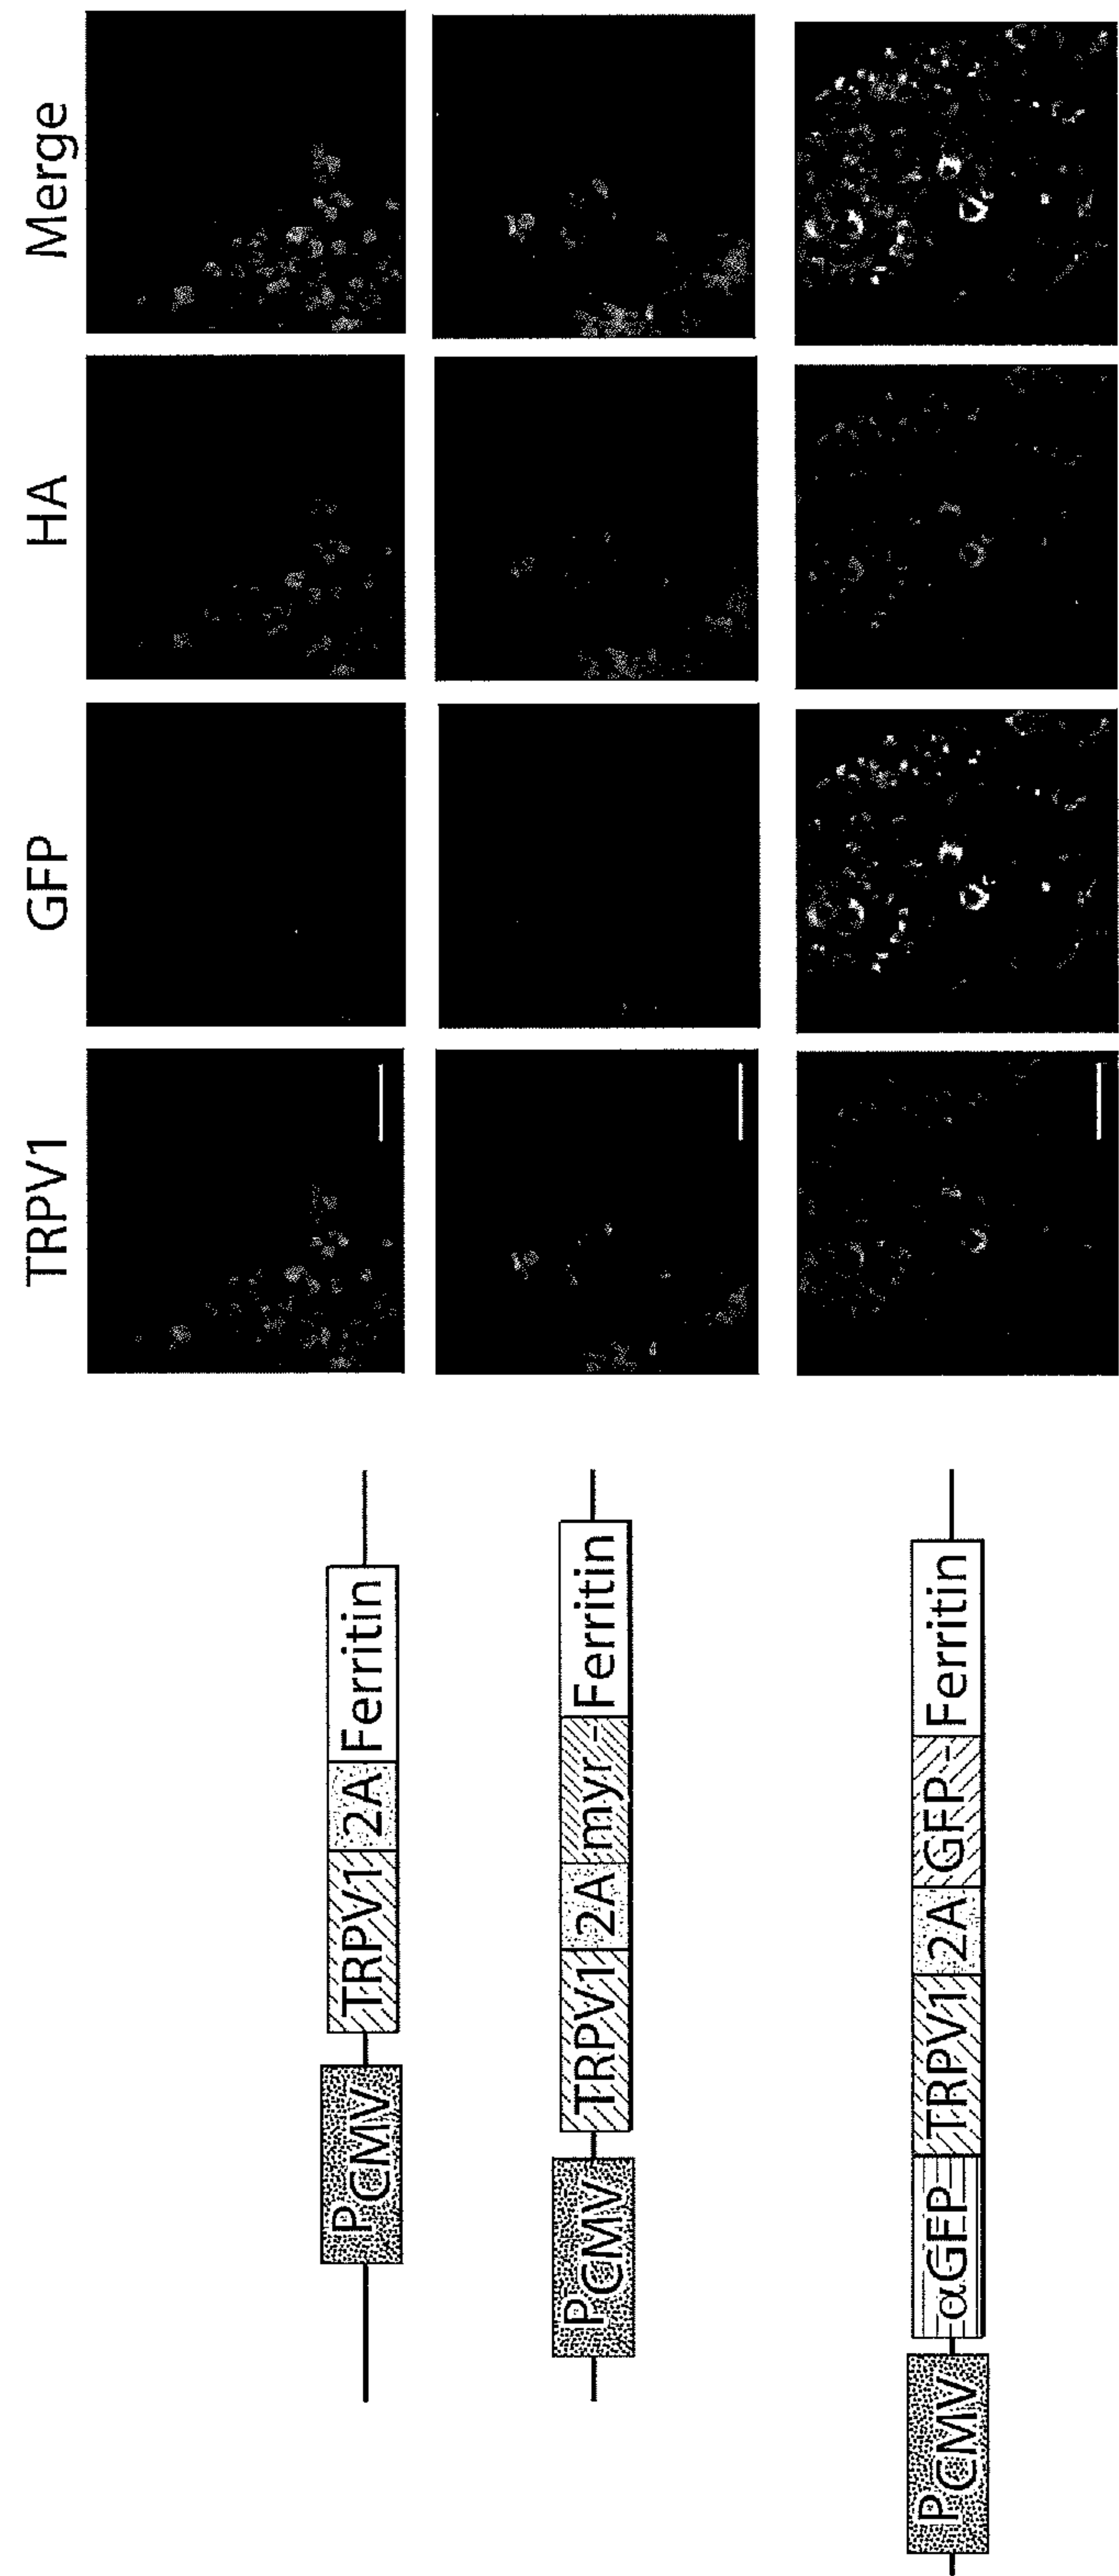 TRPV1 GFP HA Merge
PCMV TRPV1 2A Ferritin
PCMV TRPV1 2A myr - Ferritin
PCMV αGFP TRPV1 2A GFP - Ferritin